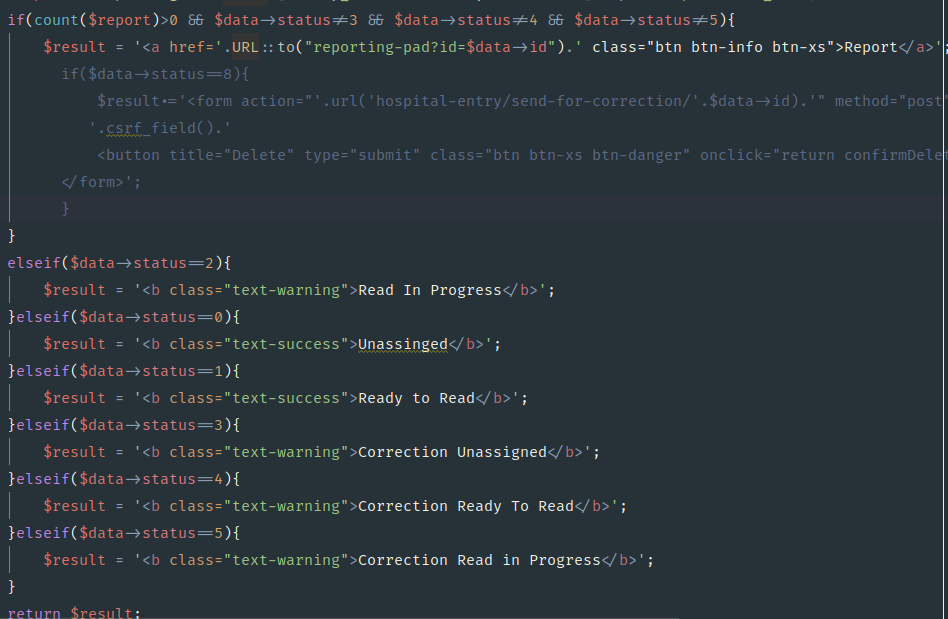 if(count($report)>0 && $data->status!=3 && $data->status!=4 && $data->status!=5){
$result = '<a href='.URL::to("reporting-pad?id=$data->id").' class="btn btn-info btn-xs">Report</a>';
if($data->status==8){
$result.='<form action="'.url('hospital-entry/send-for-correction/'.$data->id).'" method="post"
'.csrf_field().'
<button title="Delete" type="submit" class="btn btn-xs btn-danger" onclick="return confirmDelet
</form>';
}
}
elseif($data->status==2){
$result = '<b class="text-warning">Read In Progress</b>';
}elseif($data->status==0){
$result = '<b class="text-success">Unassinged</b>';
}elseif($data->status==1){
$result = '<b class="text-success">Ready to Read</b>';
}elseif($data->status==3){
$result = '<b class="text-warning">Correction Unassigned</b>';
}elseif($data->status==4){
$result = '<b class="text-warning">Correction Ready To Read</b>';
}elseif($data->status==5){
$result = '<b class="text-warning">Correction Read in Progress</b>';
}
return $result;